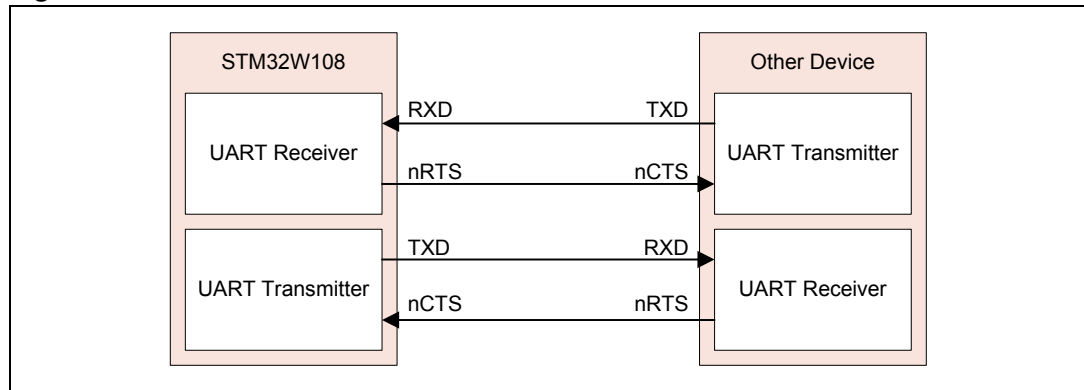 STM32W108 Other Device
RXD TXD
UART Receiver UART Transmitter
nRTS nCTS
TXD RXD
UART Transmitter UART Receiver
nCTS nRTS